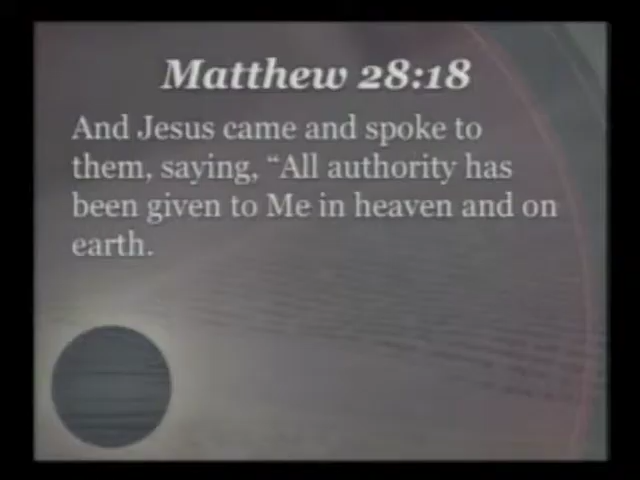 Matthew 28:18
And Jesus came and spoke to
them, saying, “All authority has
been given to Me in heaven and on
earth.